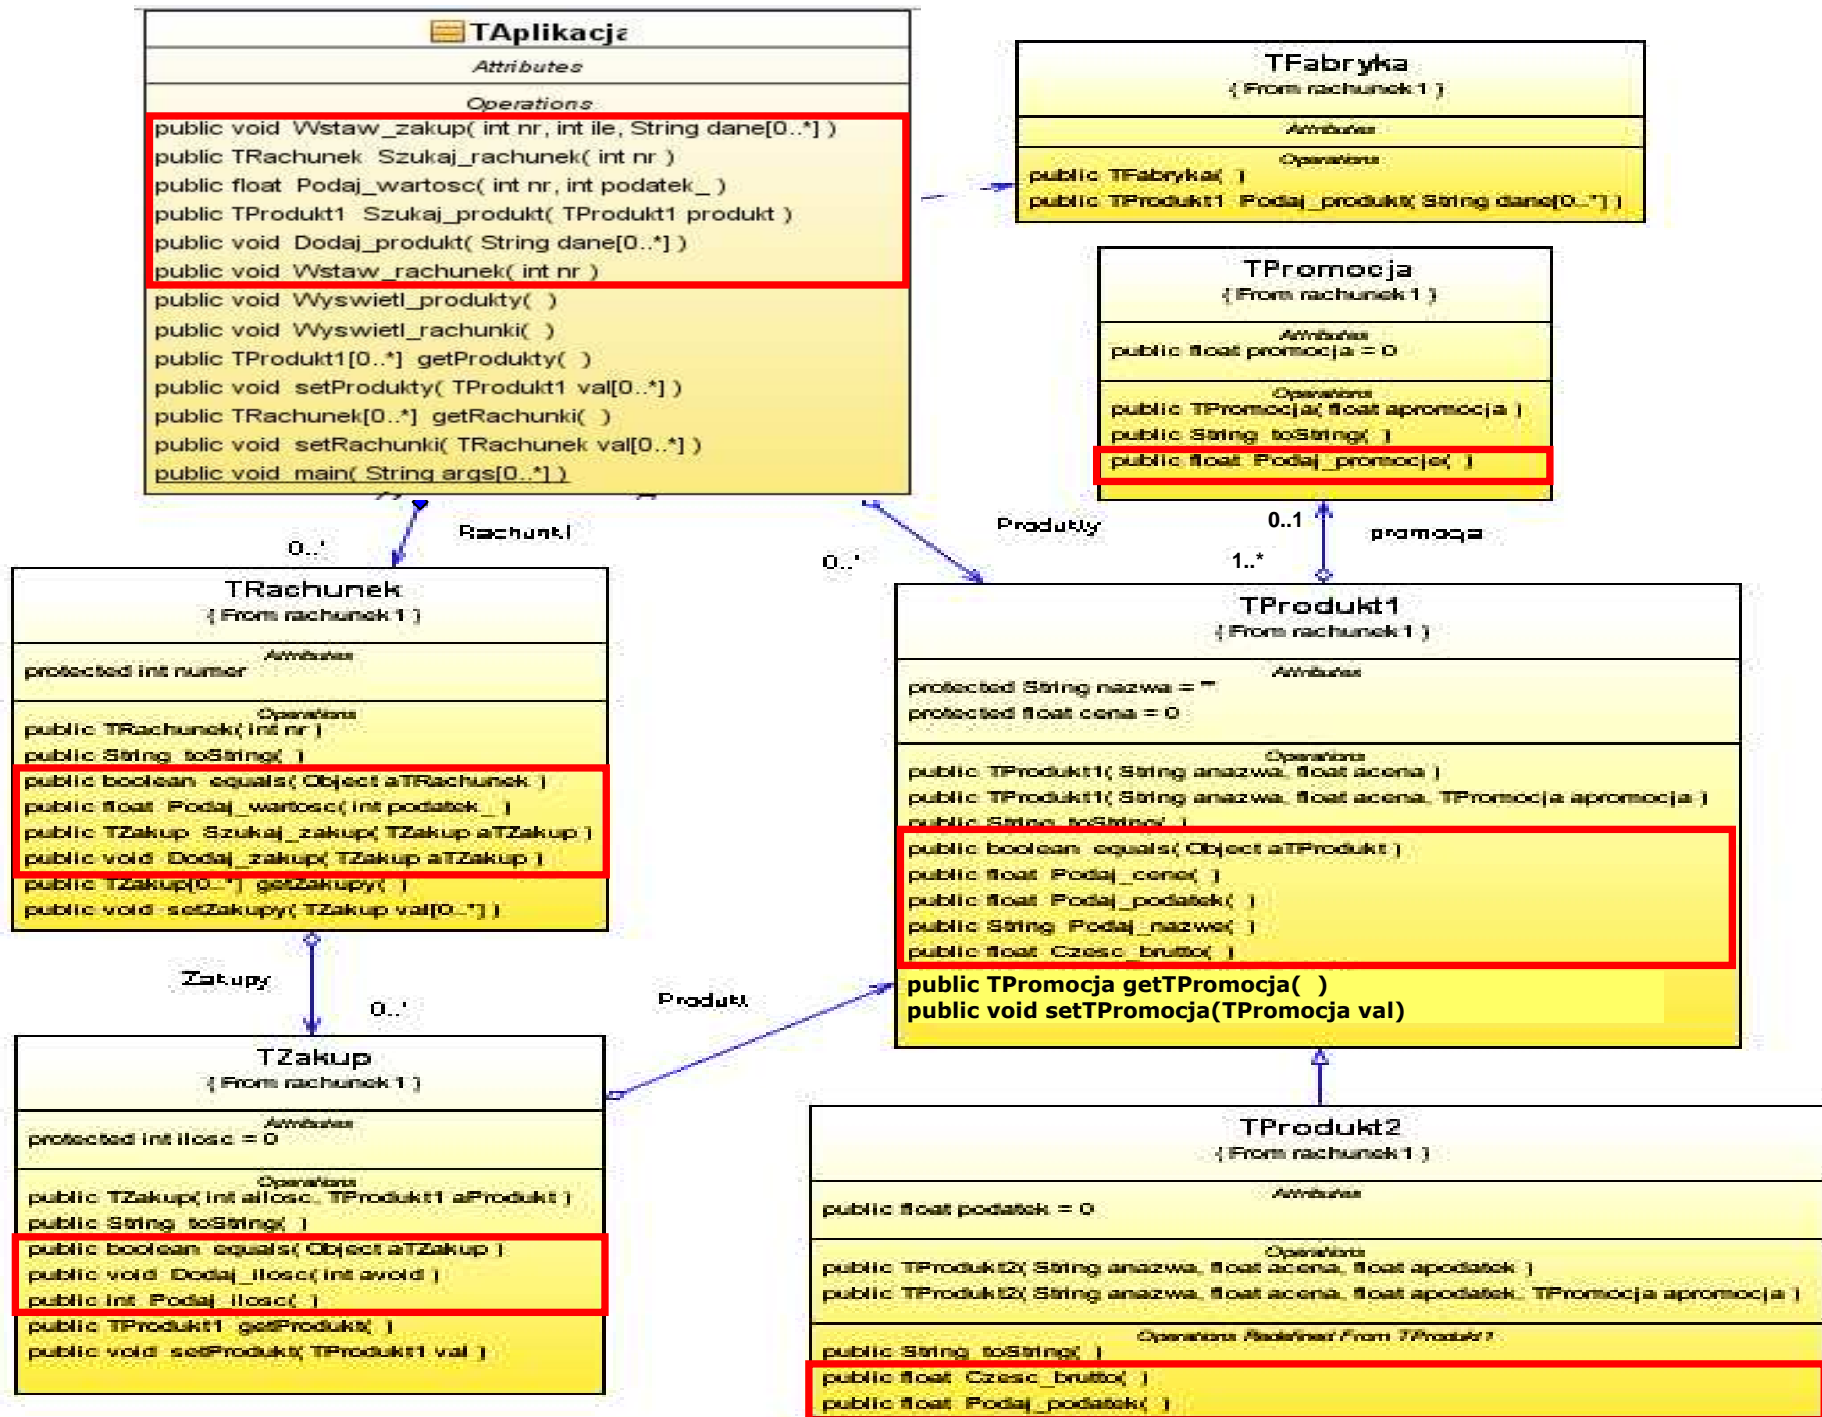 TAplikacja
Attributes
Operations
public void Wstaw_zakup( int nr, int ile, String dane[0..*] )
public TRachunek Szukaj_rachunek( int nr )
public float Podaj_wartosc( int nr, int podatek_ )
public TProdukt1 Szukaj_produkt( TProdukt1 produkt )
public void Dodaj_produkt( String dane[0..*] )
public void Wstaw_rachunek( int nr )
public void Wyswietl_produkty( )
public void Wyswietl_rachunki( )
public TProdukt1[0..*] getProdukty( )
public void setProdukty( TProdukt1 val[0..*] )
public TRachunek[0..*] getRachunki( )
public void setRachunki( TRachunek val[0..*] )
public void main( String args[0..*] )
TFabryka
{ From rachunek1 }
Attributes
Operations
public TFabryka( )
public TProdukt1 Podaj_produkt( String dane[0..*] )
TPromocja
{ From rachunek1 }
Attributes
public float promocja = 0
Operations
public TPromocja( float apromocja )
public String toString( )
public float Podaj_promocje( )
Rachunki
0..*
Produkty
0..*
0..1
promocja
1..*
TRachunek
{ From rachunek1 }
Attributes
protected int numer
Operations
public TRachunek( int nr )
public String toString( )
public boolean equals( Object aTRachunek )
public float Podaj_wartosc( int podatek_ )
public TZakup Szukaj_zakup( TZakup aTZakup )
public void Dodaj_zakup( TZakup aTZakup )
public TZakup[0..*] getZakupy( )
public void setZakupy( TZakup val[0..*] )
TProdukt1
{ From rachunek1 }
Attributes
protected String nazwa = ""
protected float cena = 0
Operations
public TProdukt1( String anazwa, float acena )
public TProdukt1( String anazwa, float acena, TPromocja apromocja )
public String toString( )
public boolean equals( Object aTProdukt )
public float Podaj_cene( )
public float Podaj_podatek( )
public String Podaj_nazwe( )
public float Czesc_brutto( )
public TPromocja getTPromocja( )
public void setTPromocja(TPromocja val)
Zakupy
0..*
Produkt
TZakup
{ From rachunek1 }
Attributes
protected int ilosc = 0
Operations
public TZakup( int ailosc, TProdukt1 aProdukt )
public String toString( )
public boolean equals( Object aTZakup )
public void Dodaj_ilosc( int avoid )
public int Podaj_ilosc( )
public TProdukt1 getProdukt( )
public void setProdukt( TProdukt1 val )
TProdukt2
{ From rachunek1 }
Attributes
public float podatek = 0
Operations
public TProdukt2( String anazwa, float acena, float apodatek )
public TProdukt2( String anazwa, float acena, float apodatek, TPromocja apromocja )
Operations Redefined From TProdukt1
public String toString( )
public float Czesc_brutto( )
public float Podaj_podatek( )